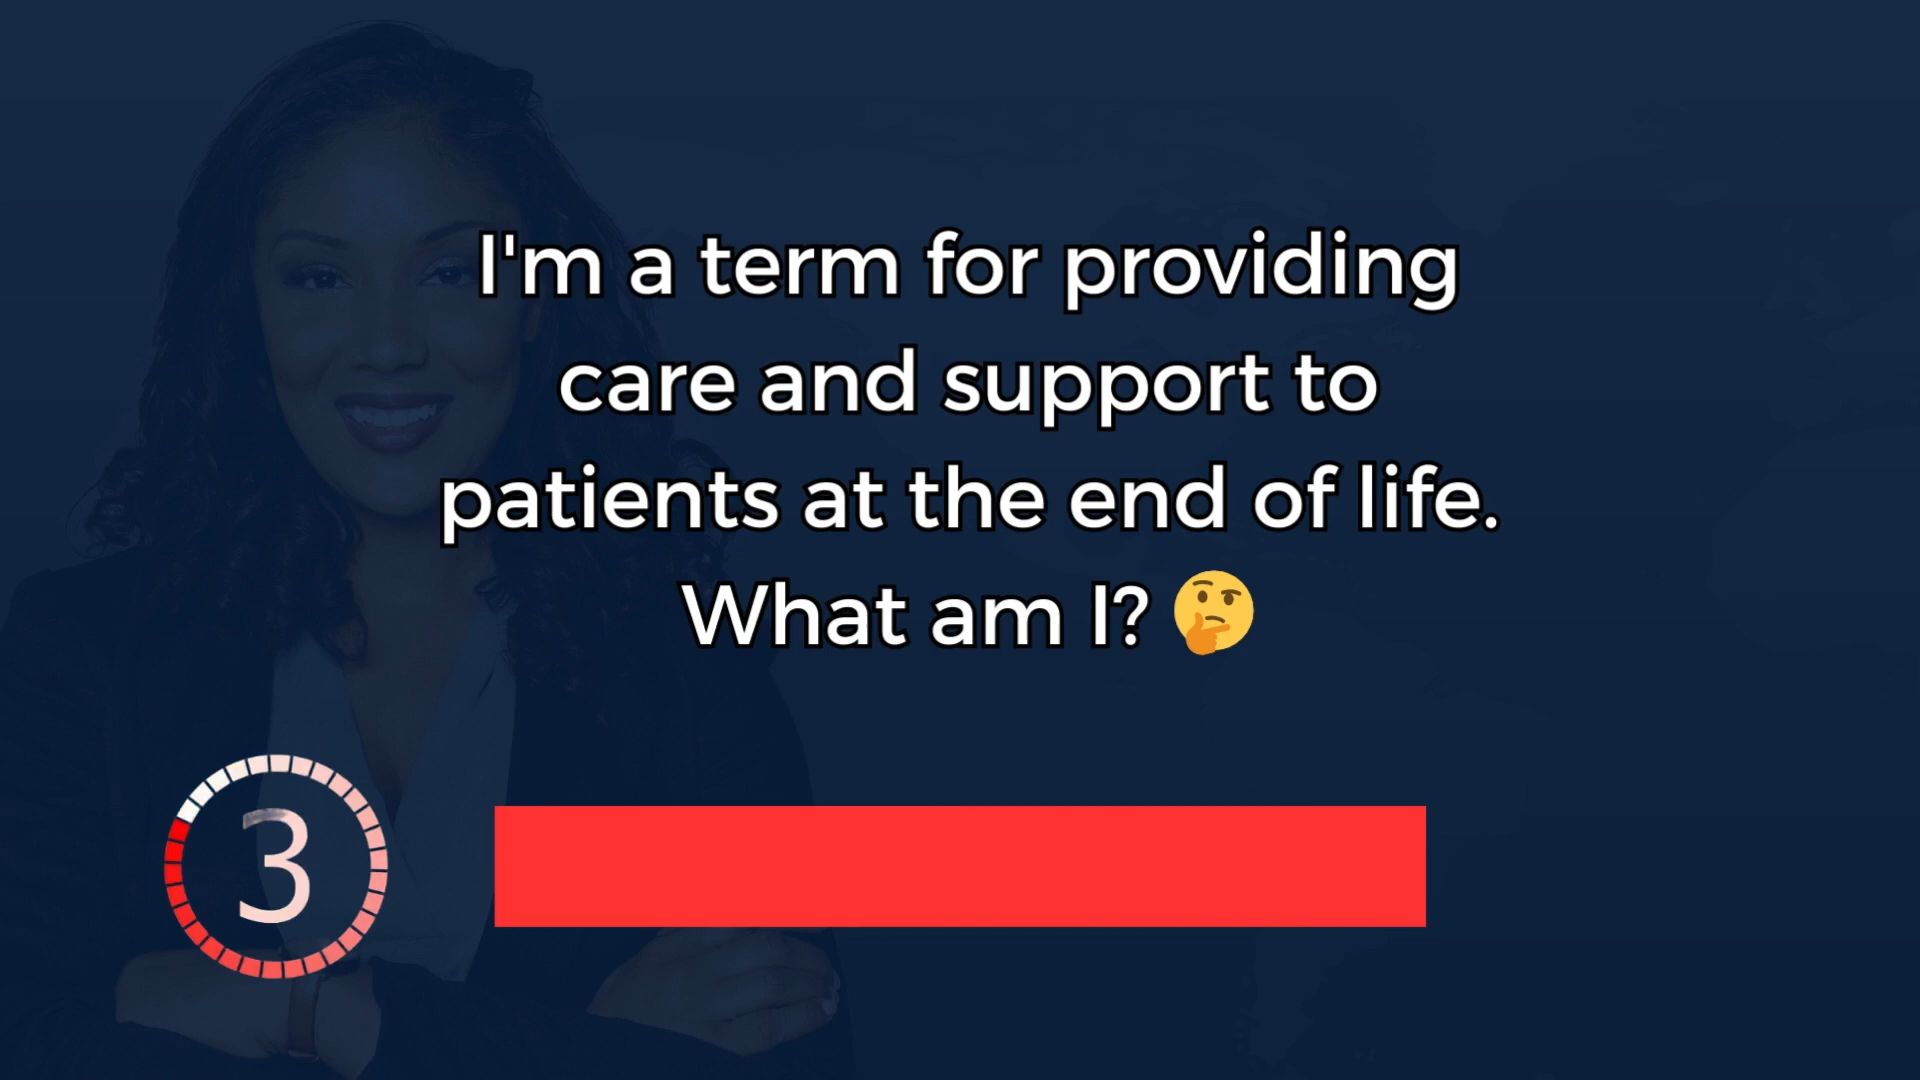 I'm a term for providing
care and support to
patients at the end of life.
What am I? 🤔
3